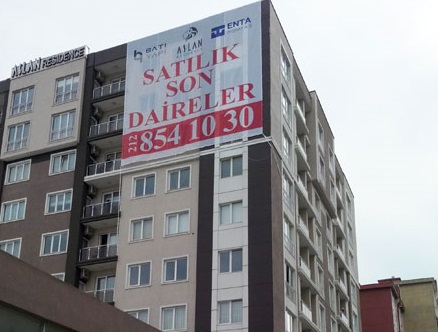 ASLAN RESIDENCE
BATI YAPI
ASLAN
ENTA
SATILIK
SON
DAİRELER
212 854 10 30